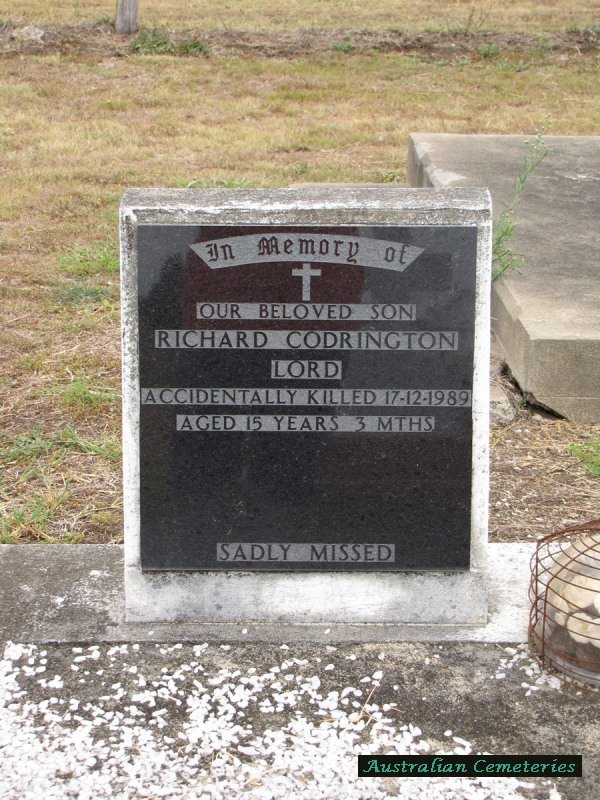 In Memory of
OUR BELOVED SON
RICHARD CODRINGTON
LORD
ACCIDENTALLY KILLED 17-12-1989
AGED 15 YEARS 3 MTHS
SADLY MISSED
Australian Cemeteries